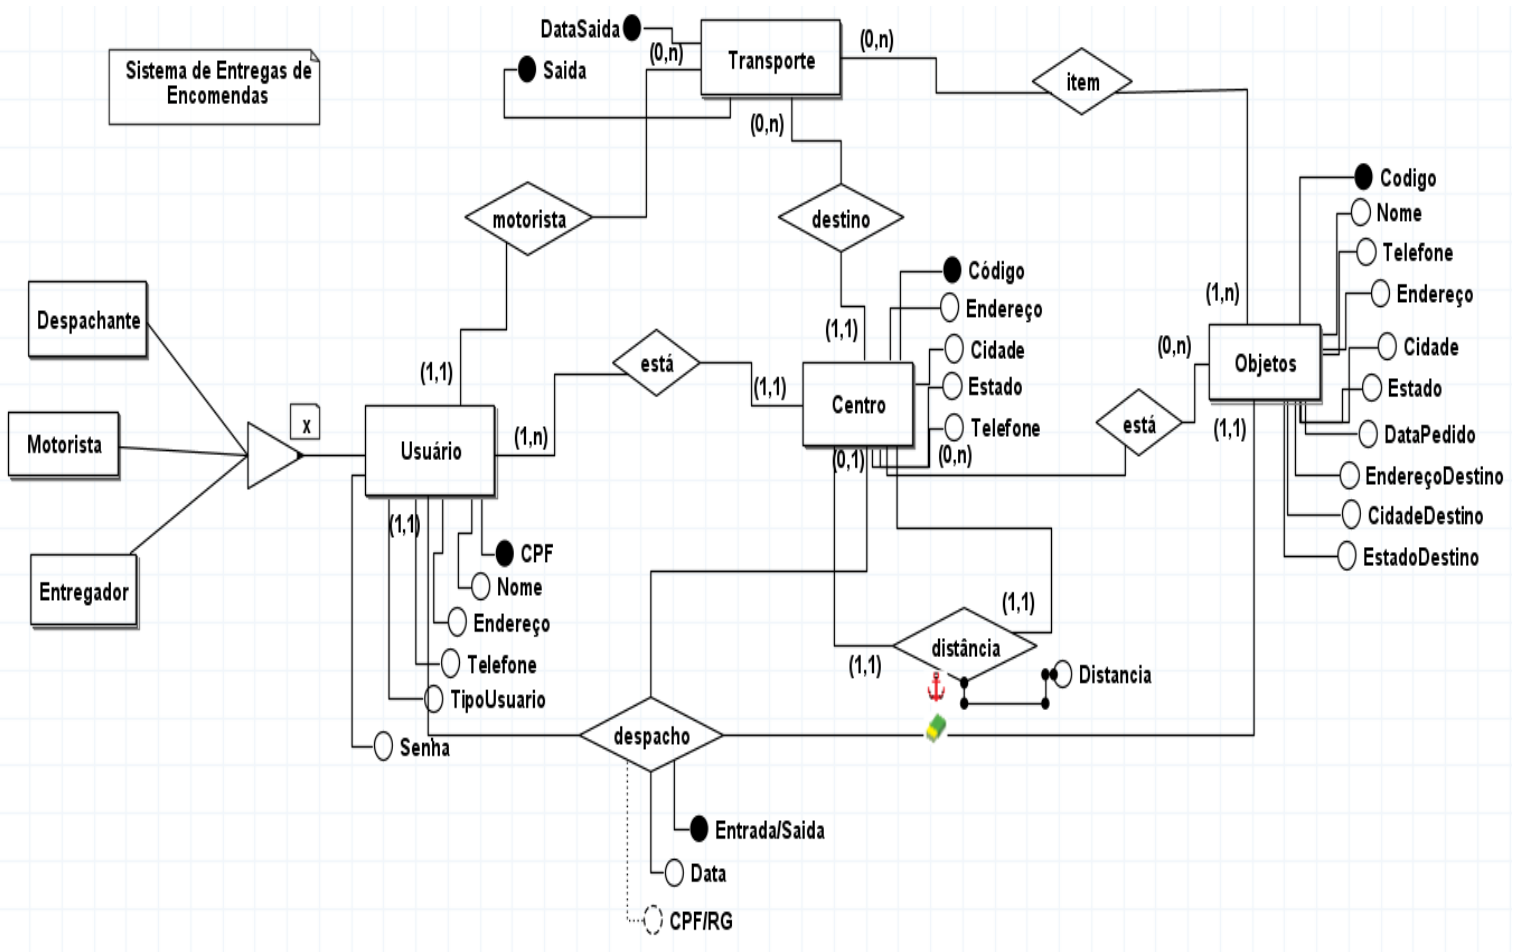 DataSaida
(0,n)
Saida
Transporte
(0,n)
(0,n)
item
Sistema de Entregas de
Encomendas
motorista
destino
Codigo
Nome
Telefone
Endereço
Cidade
Estado
DataPedido
EndereçoDestino
CidadeDestino
EstadoDestino
(1,n)
(0,n)
Objetos
(1,1)
Código
Endereço
Cidade
Estado
Telefone
(1,1)
Centro
(1,1)
(0,1)
(0,n)
está
está
Despachante
Motorista
Entregador
x
(1,1)
Usuário
(1,n)
(1,1)
CPF
Nome
Endereço
Telefone
TipoUsuario
Senha
(1,1)
(1,1)
distância
Distancia
despacho
Entrada/Saida
Data
CPF/RG